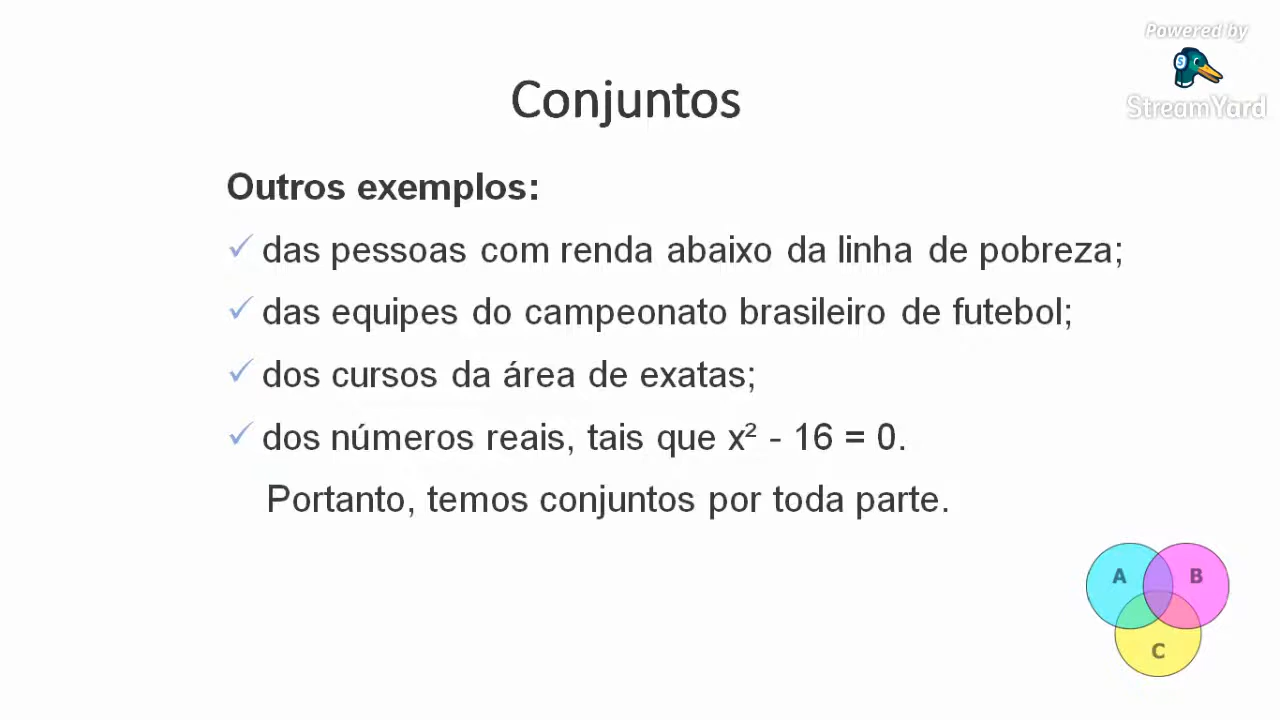 Powered by
StreamYard
Conjuntos
Outros exemplos:
✓ das pessoas com renda abaixo da linha de pobreza;
✓ das equipes do campeonato brasileiro de futebol;
✓ dos cursos da área de exatas;
✓ dos números reais, tais que x² - 16 = 0.
Portanto, temos conjuntos por toda parte.
A B
C